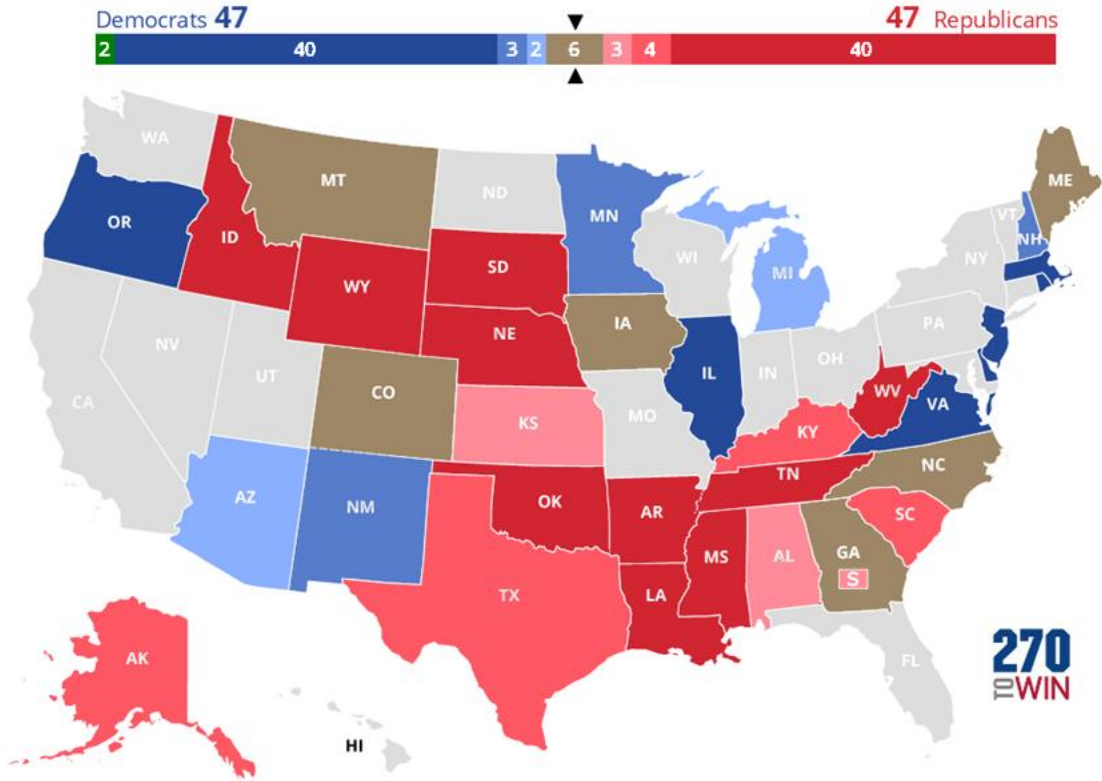 Democrats 47
47 Republicans
2 40 3 2 6 3 4 40
WA
MT
ND
MN
ME
OR
ID
SD
WI
VT
NH
NY
WY
MI
IA
NE
PA
NV
UT
CO
IL
IN
OH
CA
KS
MO
WV
VA
KY
AZ
NM
OK
AR
TN
NC
MS
AL
GA
SC
S
TX
LA
FL
AK
HI
270
TO WIN